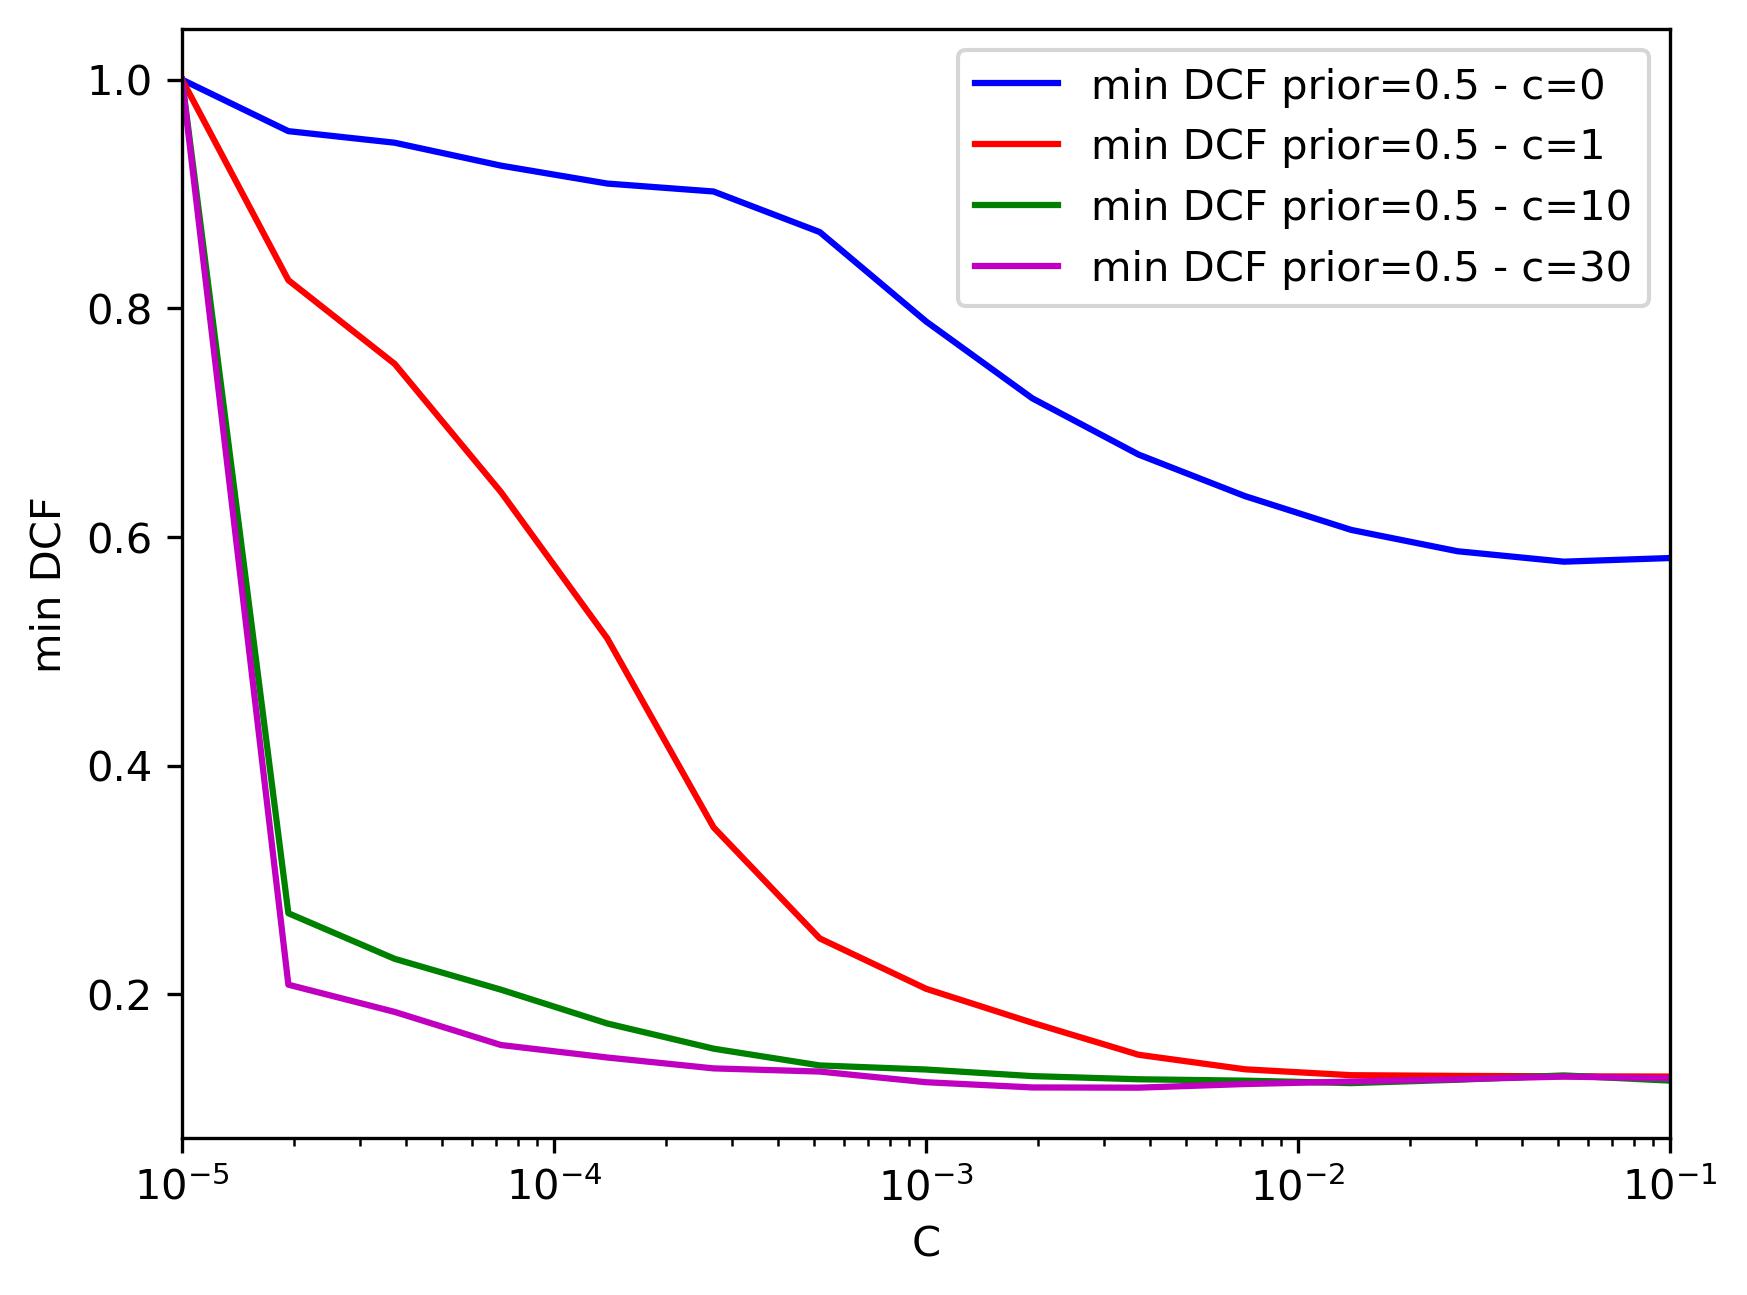 min DCF prior=0.5 - c=0
min DCF prior=0.5 - c=1
min DCF prior=0.5 - c=10
min DCF prior=0.5 - c=30
min DCF
1.0
0.8
0.6
0.4
0.2
10⁻⁵ 10⁻⁴ 10⁻³ 10⁻² 10⁻¹
C